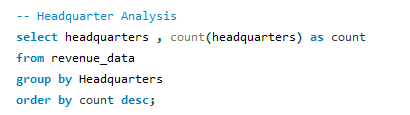 -- Headquarter Analysis
select headquarters , count(headquarters) as count
from revenue_data
group by Headquarters
order by count desc;